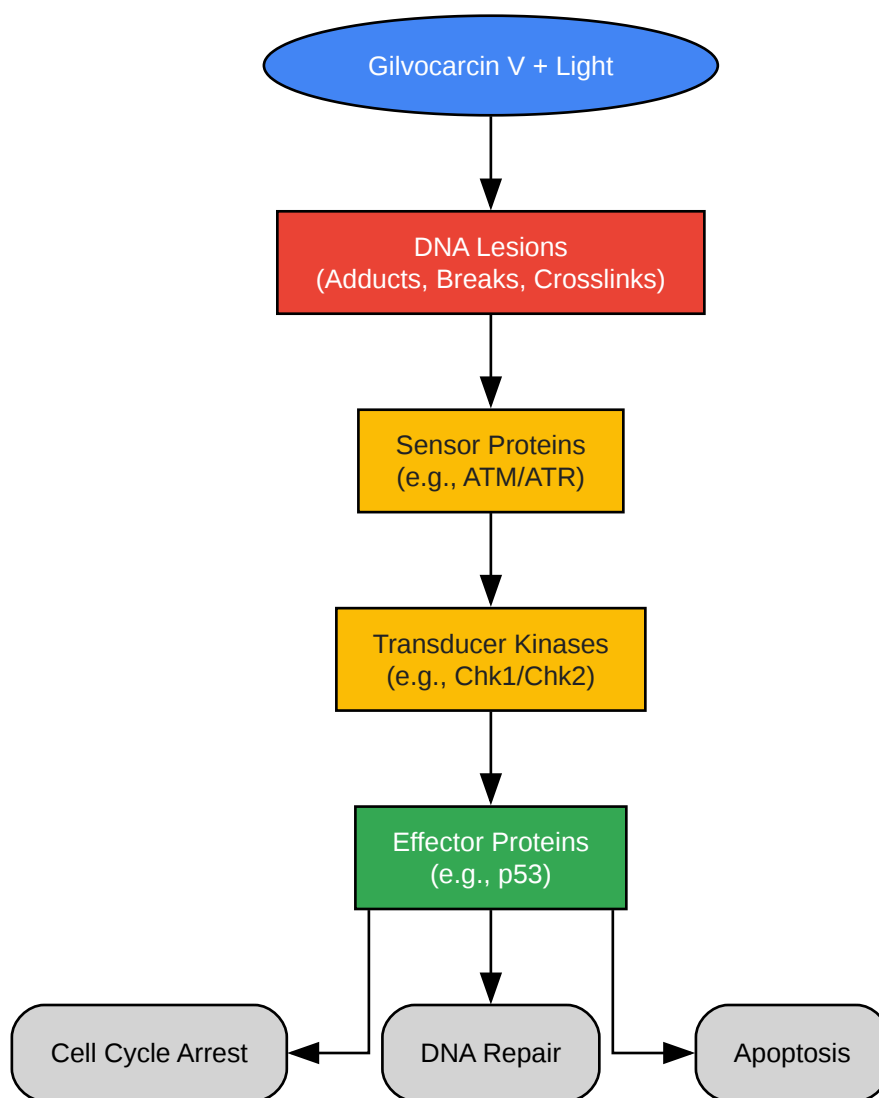 Gilvocarcin V + Light
DNA Lesions
(Adducts, Breaks, Crosslinks)
Sensor Proteins
(e.g., ATM/ATR)
Transducer Kinases
(e.g., Chk1/Chk2)
Effector Proteins
(e.g., p53)
Cell Cycle Arrest
DNA Repair
Apoptosis